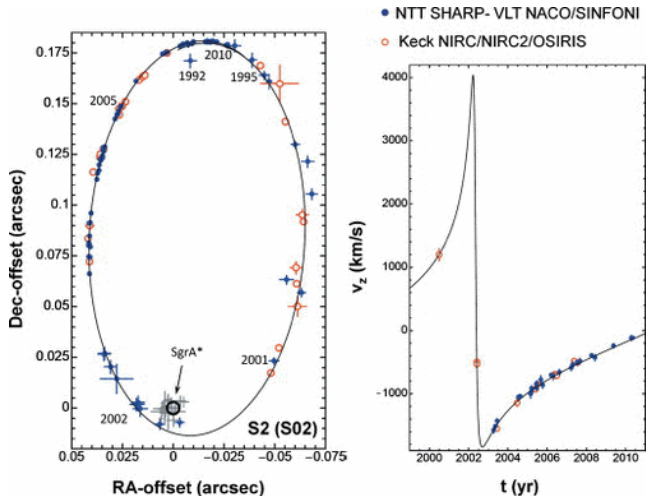 NTT SHARP- VLT NACO/SINFONI
Keck NIRC/NIRC2/OSIRIS
0.175
0.15
0.125
0.1
0.075
0.05
0.025
0
Dec-offset (arcsec)
2010
1992
1995
2005
2001
SgrA*
2002
S2 (S02)
0.05 0.025 0 −0.025 −0.05 −0.075
RA-offset (arcsec)
4000
3000
2000
1000
0
−1000
vz (km/s)
2000 2002 2004 2006 2008 2010
t (yr)